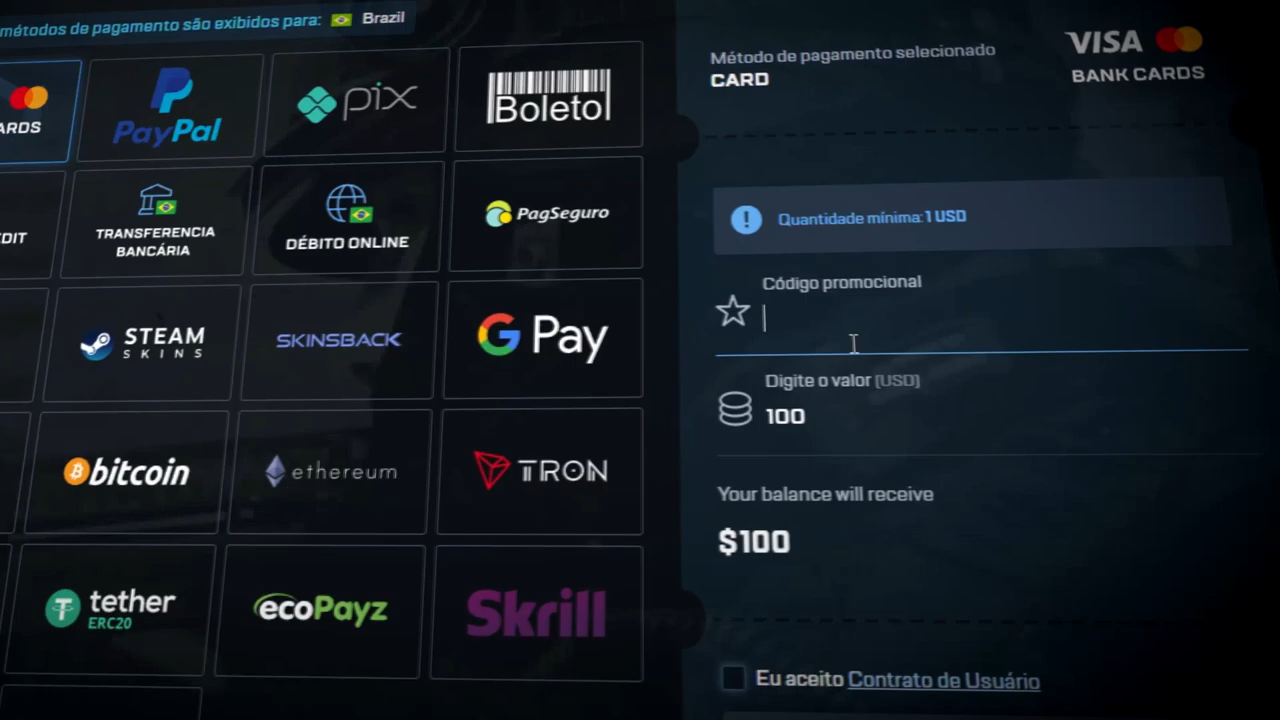 métodos de pagamento são exibidos para: Brazil
ARDS
PayPal
pix
Boleto
EDIT
TRANSFERENCIA
BANCÁRIA
DÉBITO ONLINE
PagSeguro
STEAM
SKINS
SKINSBACK
G Pay
bitcoin
ethereum
TRON
tether
ERC20
ecoPayz
Skrill
Método de pagamento selecionado
CARD
VISA
BANK CARDS
Quantidade mínima: 1 USD
Código promocional
Digite o valor (USD)
100
Your balance will receive
$100
Eu aceito Contrato de Usuário